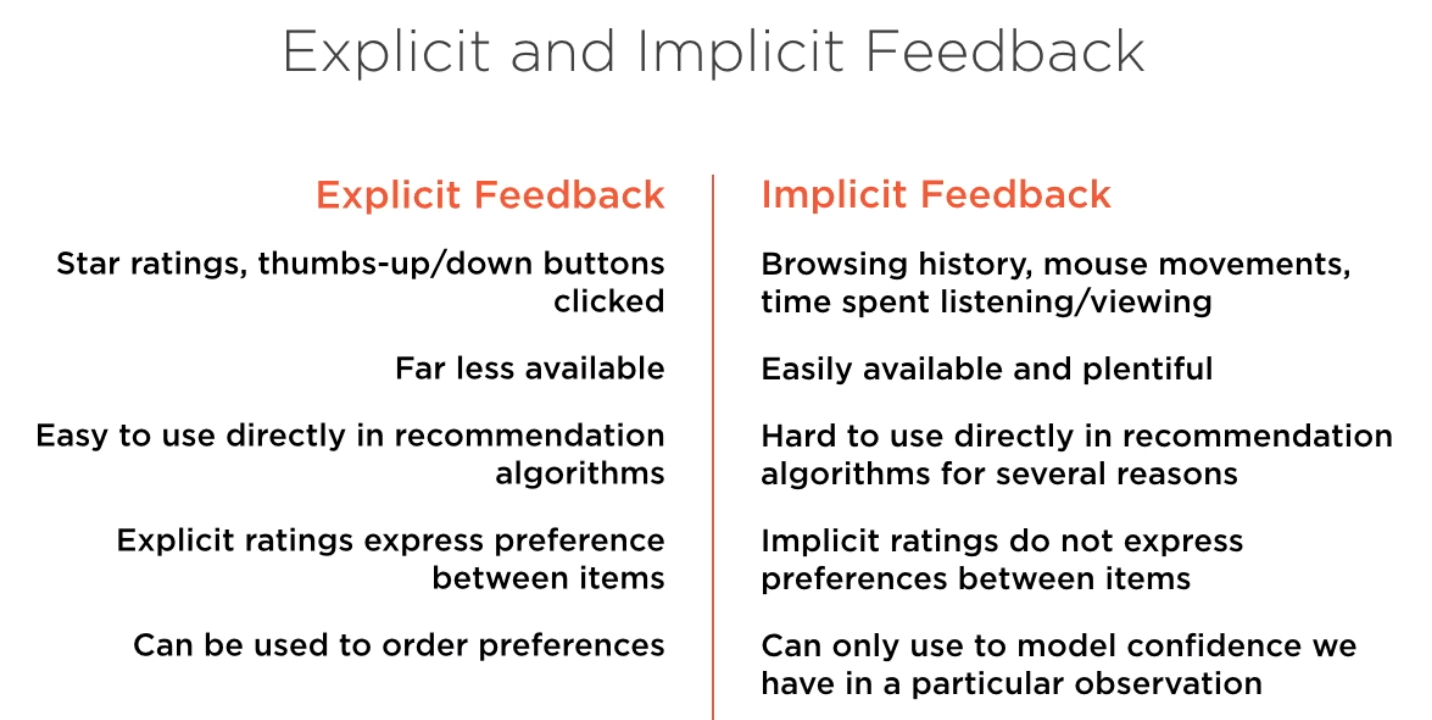 Explicit and Implicit Feedback
Explicit Feedback
Star ratings, thumbs-up/down buttons
clicked
Far less available
Easy to use directly in recommendation
algorithms
Explicit ratings express preference
between items
Can be used to order preferences
Implicit Feedback
Browsing history, mouse movements,
time spent listening/viewing
Easily available and plentiful
Hard to use directly in recommendation
algorithms for several reasons
Implicit ratings do not express
preferences between items
Can only use to model confidence we
have in a particular observation